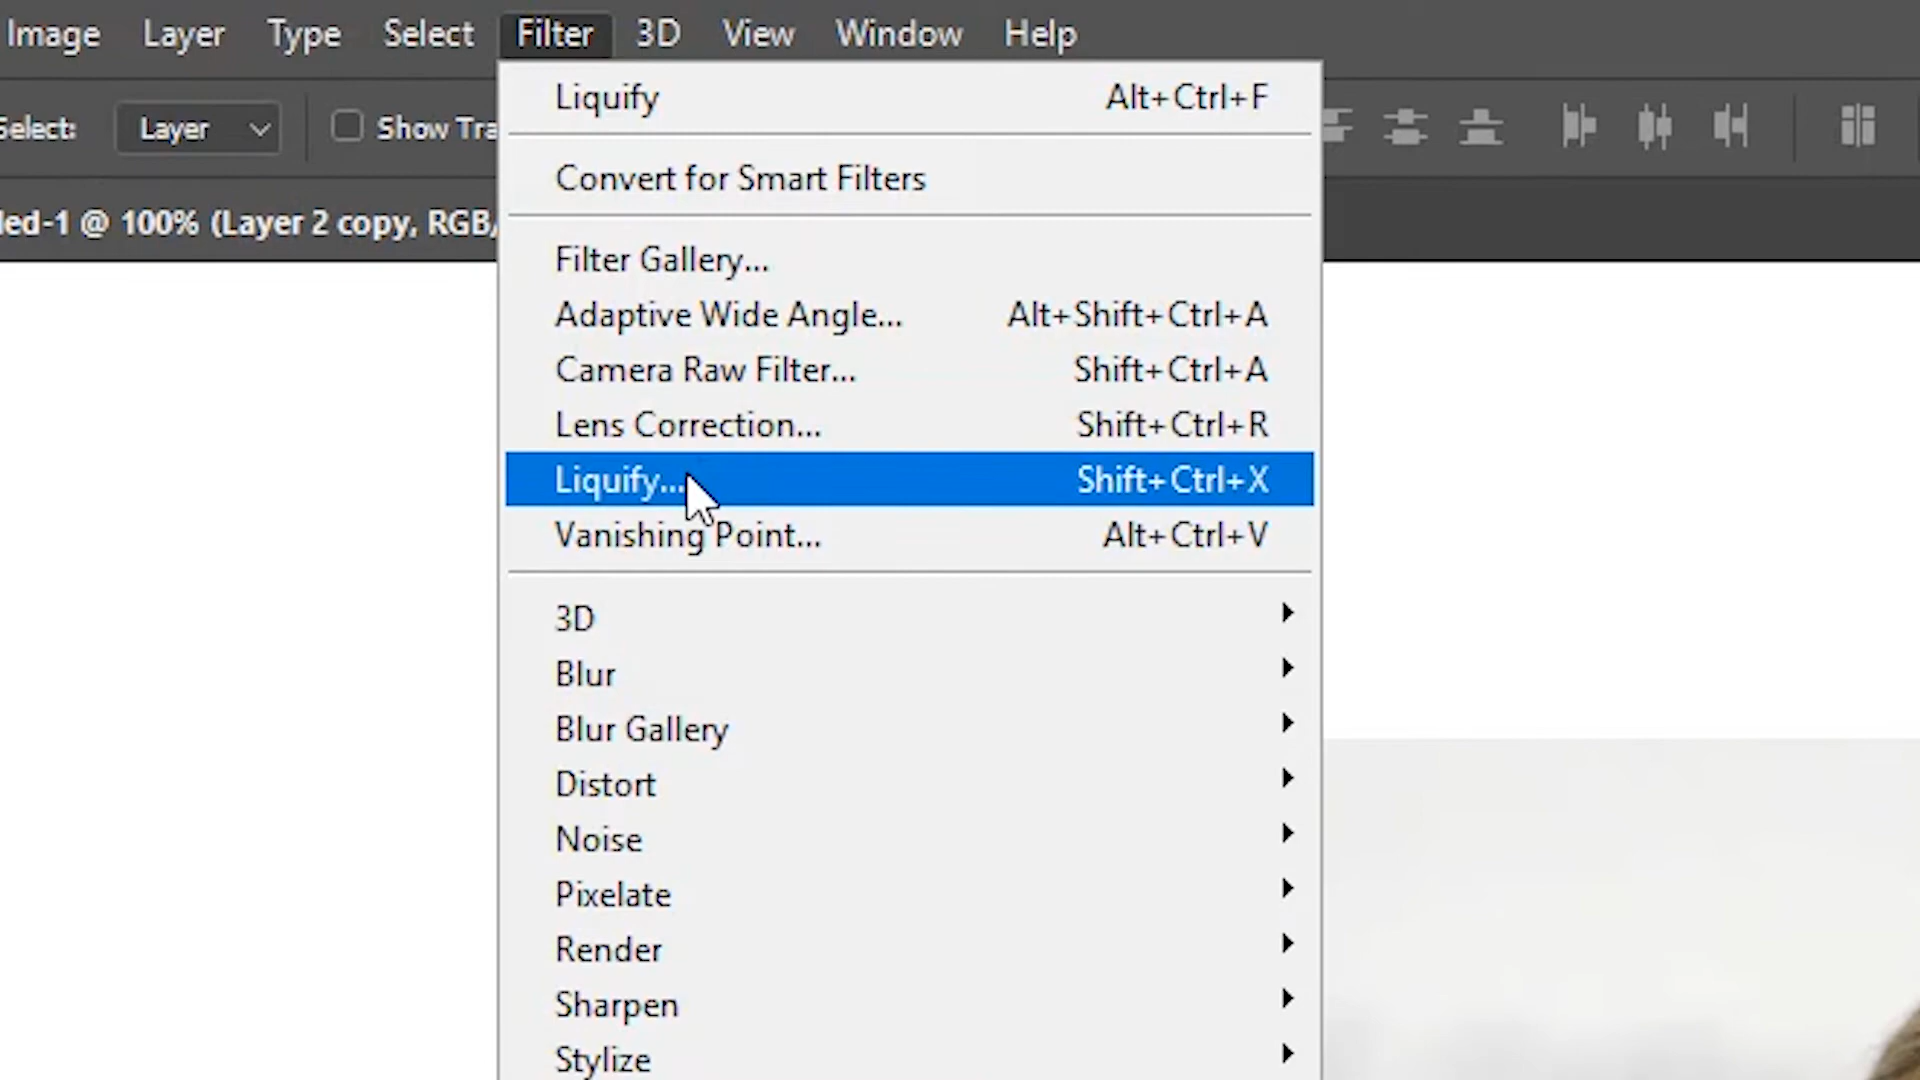 Image Layer Type Select Filter 3D View Window Help
Select: Layer Show Tra
led-1 @ 100% (Layer 2 copy, RGB/
Liquify Alt+Ctrl+F
Convert for Smart Filters
Filter Gallery...
Adaptive Wide Angle... Alt+Shift+Ctrl+A
Camera Raw Filter... Shift+Ctrl+A
Lens Correction... Shift+Ctrl+R
Liquify... Shift+Ctrl+X
Vanishing Point... Alt+Ctrl+V
3D
Blur
Blur Gallery
Distort
Noise
Pixelate
Render
Sharpen
Stylize